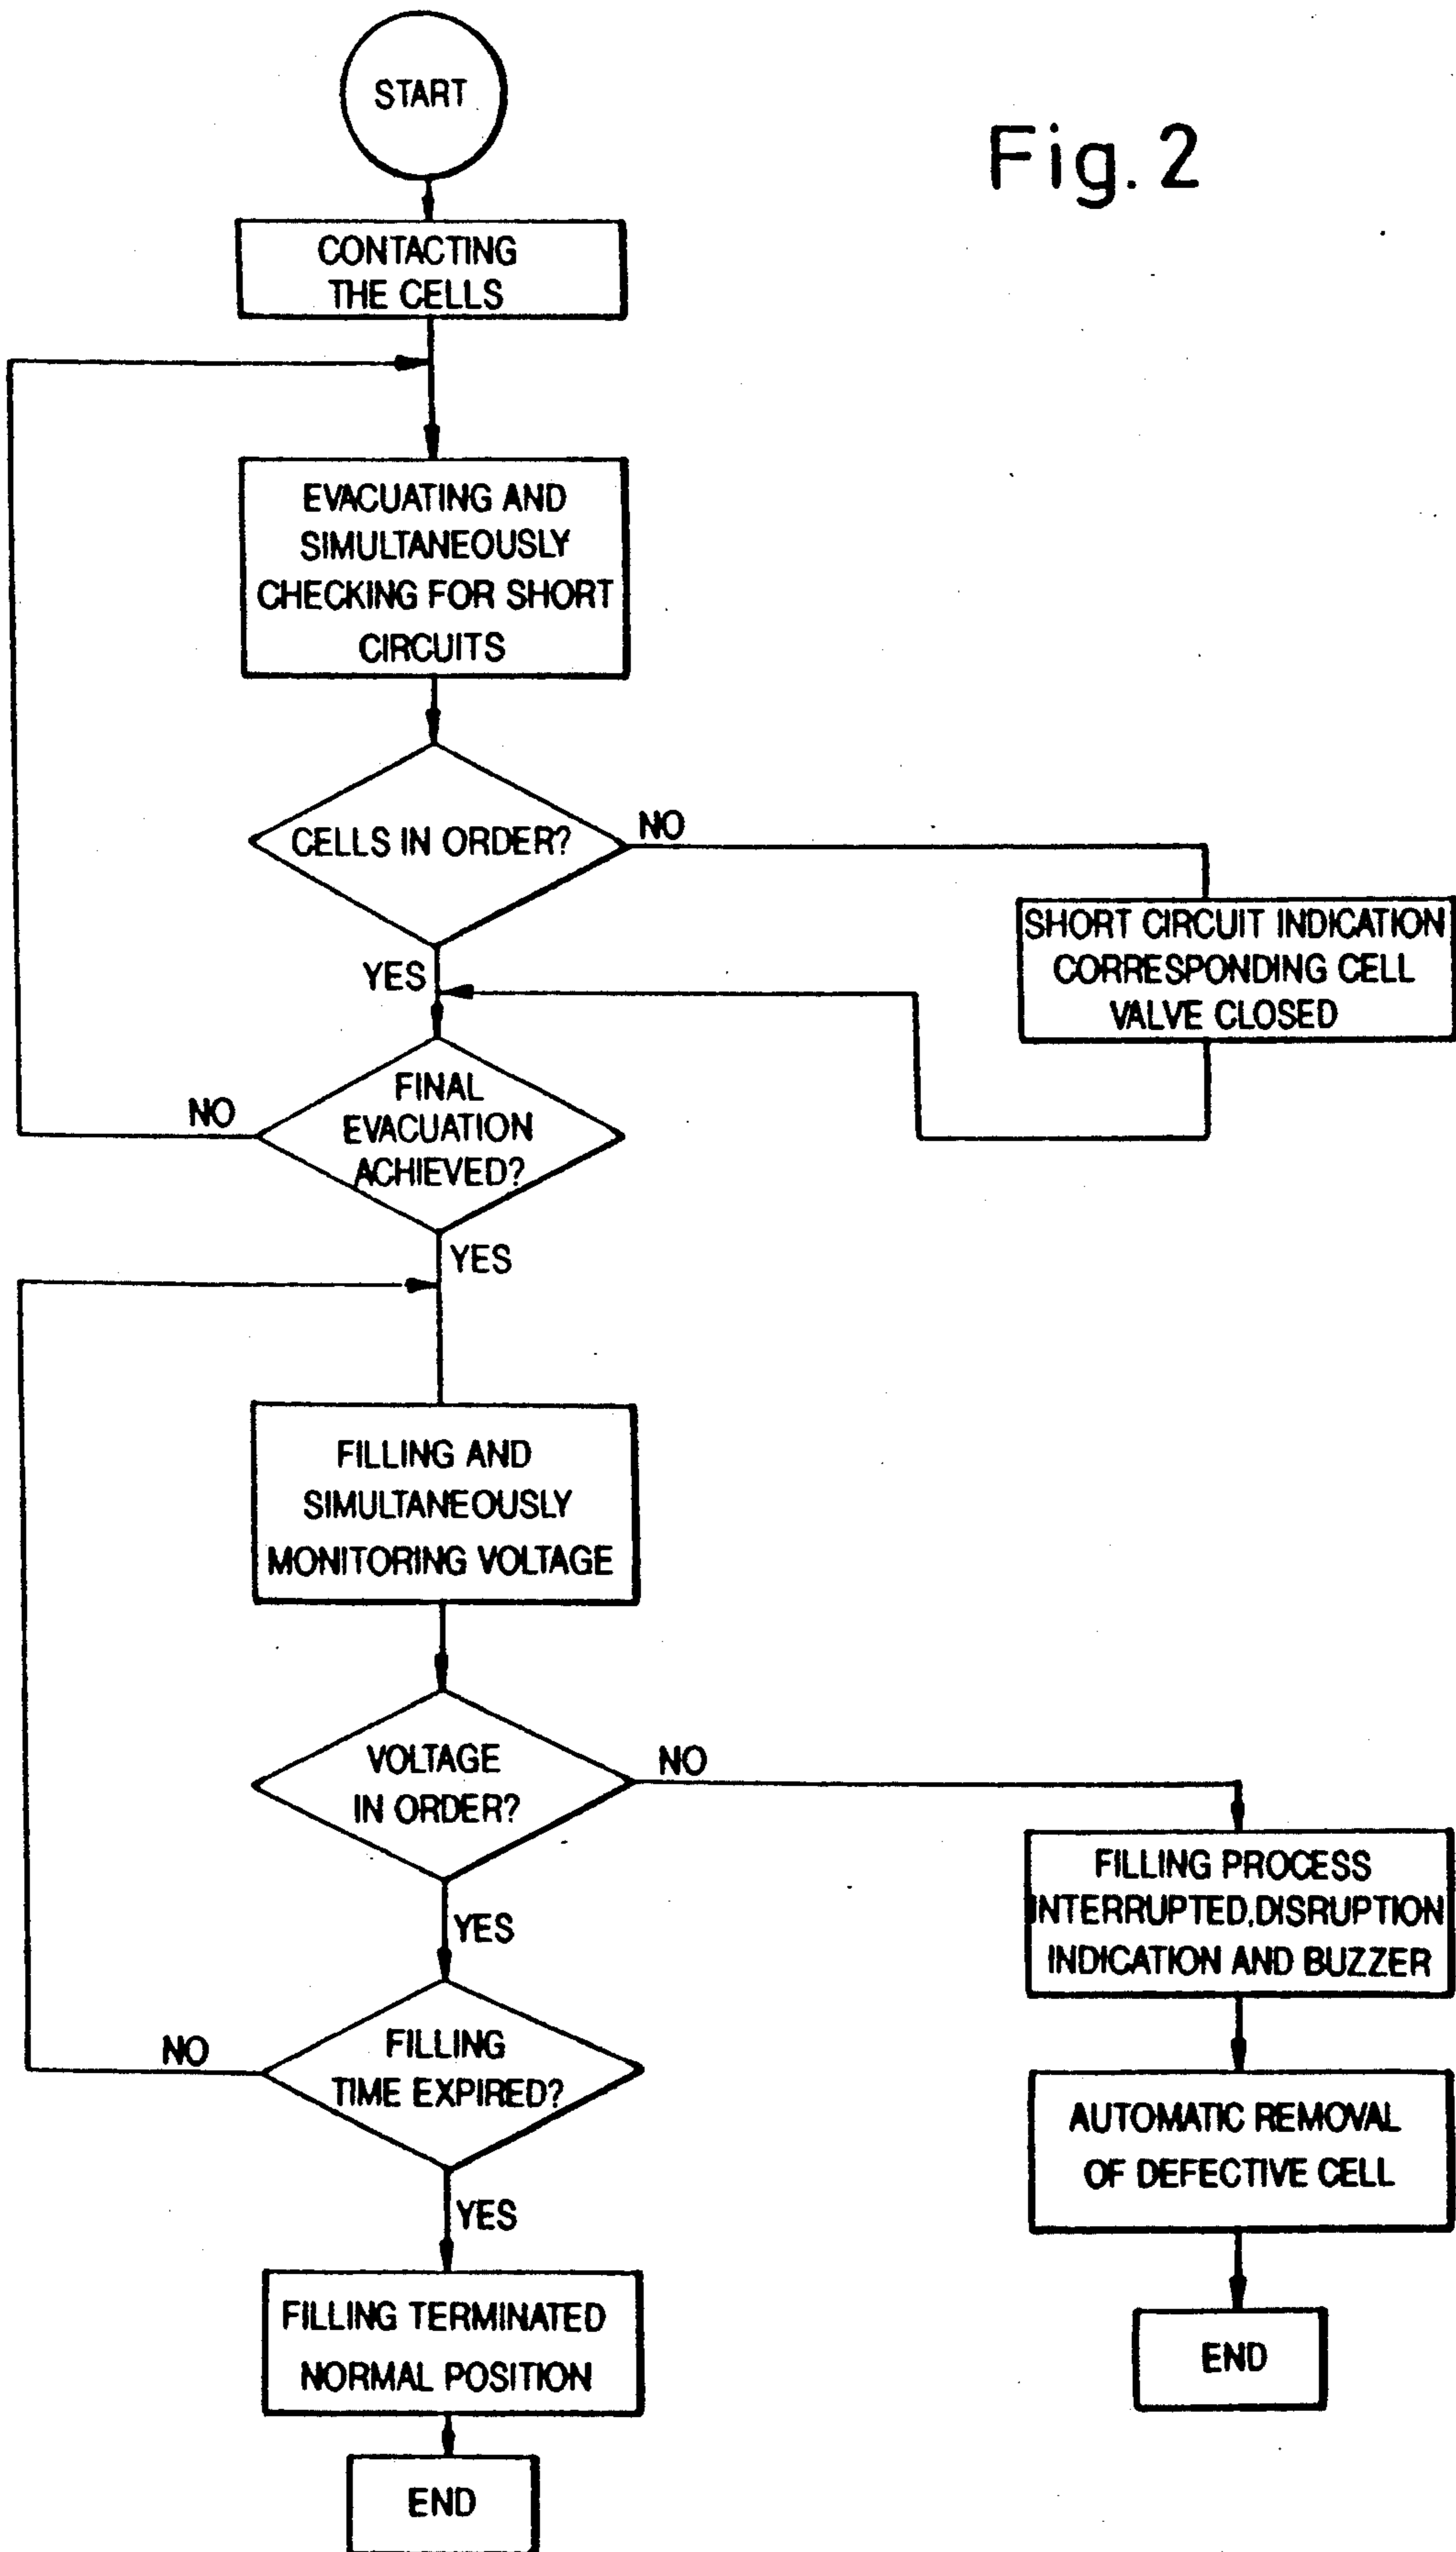 START
Fig. 2
CONTACTING
THE CELLS
EVACUATING AND
SIMULTANEOUSLY
CHECKING FOR SHORT
CIRCUITS
CELLS IN ORDER?
NO
SHORT CIRCUIT INDICATION
CORRESPONDING CELL
VALVE CLOSED
YES
FINAL
EVACUATION
ACHIEVED?
NO
YES
FILLING AND
SIMULTANEOUSLY
MONITORING VOLTAGE
VOLTAGE
IN ORDER?
NO
FILLING PROCESS
INTERRUPTED,DISRUPTION
INDICATION AND BUZZER
YES
FILLING
TIME EXPIRED?
NO
AUTOMATIC REMOVAL
OF DEFECTIVE CELL
YES
FILLING TERMINATED
NORMAL POSITION
END
END